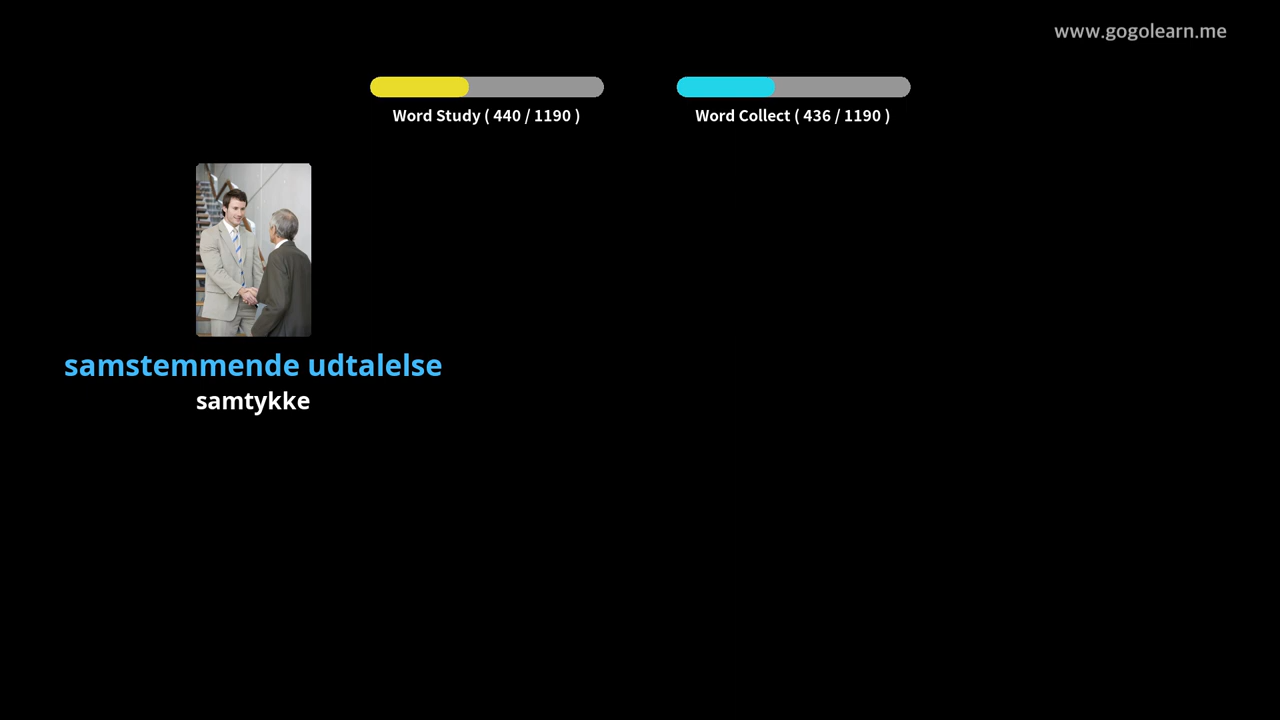 www.gogolearn.me
Word Study ( 440 / 1190 )
Word Collect ( 436 / 1190 )
samstemmende udtalelse
samtykke